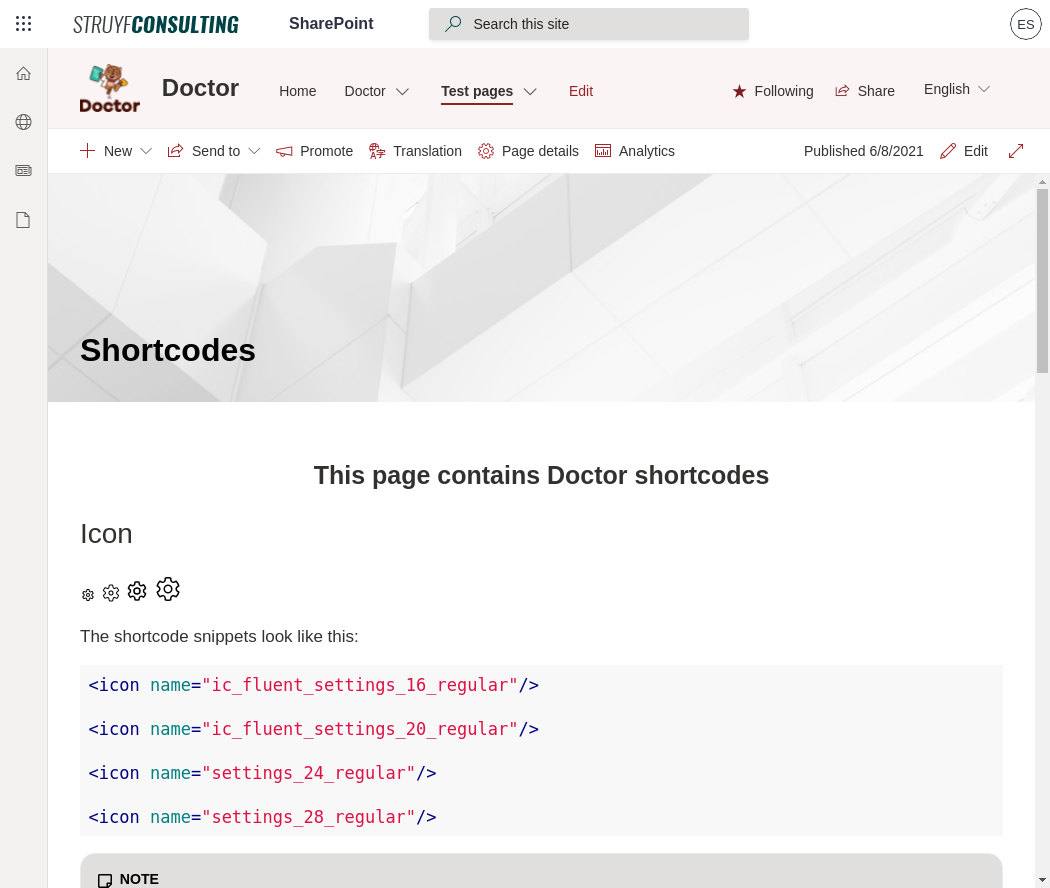 STRUYFCONSULTING SharePoint Search this site ES
Doctor Doctor Home Doctor Test pages Edit Following Share English
New Send to Promote Translation Page details Analytics Published 6/8/2021 Edit
Shortcodes
This page contains Doctor shortcodes
Icon
The shortcode snippets look like this:
<icon name="ic_fluent_settings_16_regular"/>
<icon name="ic_fluent_settings_20_regular"/>
<icon name="settings_24_regular"/>
<icon name="settings_28_regular"/>
NOTE